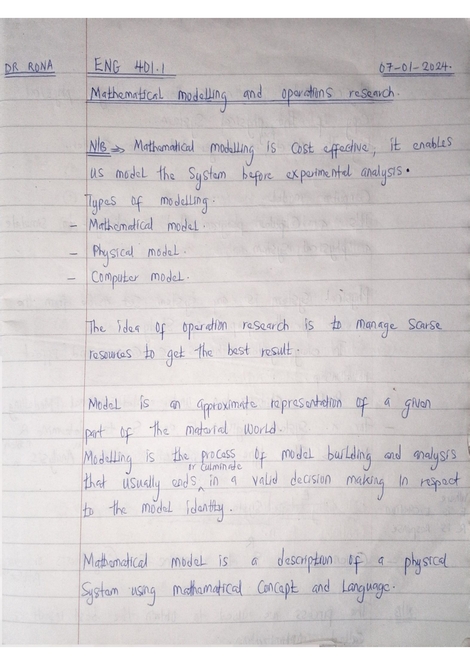 DR RONA ENG 401.1 07-01-2024.
Mathematical modelling and operations research.
N/B => Mathematical modelling is Cost effective, it enables
us model the System before experimental analysis.
Types of modelling.
- Mathematical model.
- Physical model.
- Computer model.
The idea of operation research is to manage scarse
resources to get the best result.
Model is an approximate representation of a given
part of the material World.
Modelling is the process of model building and analysis
or culminate
that usually ends ^ in a valid decision making in respect
to the model identity.
Mathematical model is a description of a physical
System using mathamatical Concept and Language.